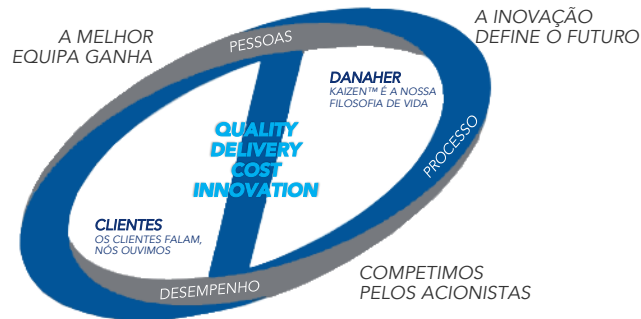 A MELHOR
EQUIPA GANHA
PESSOAS
A INOVAÇÃO
DEFINE O FUTURO
DANAHER
KAIZEN™ É A NOSSA
FILOSOFIA DE VIDA
QUALITY
DELIVERY
COST
INNOVATION
PROCESSO
CLIENTES
OS CLIENTES FALAM,
NÓS OUVIMOS
DESEMPENHO
COMPETIMOS
PELOS ACIONISTAS